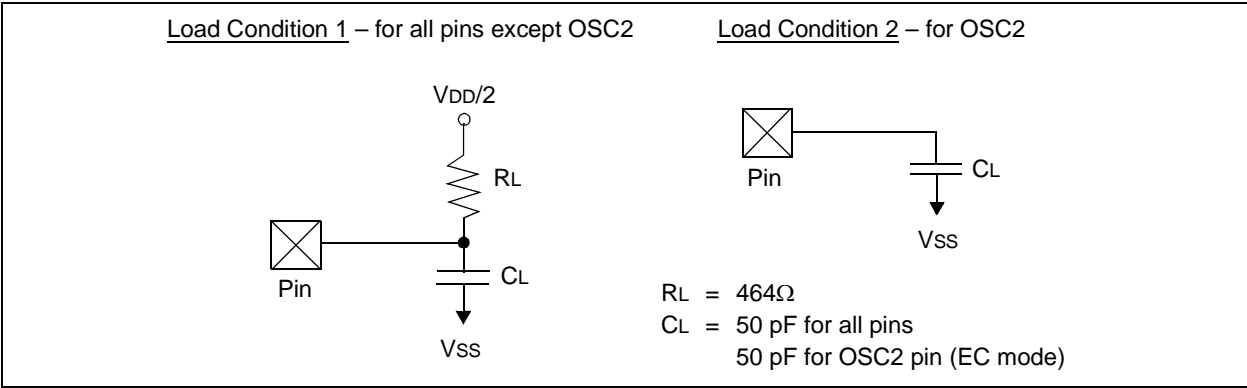 Load Condition 1 – for all pins except OSC2
Load Condition 2 – for OSC2
VDD/2
RL
Pin
CL
VSS
Pin
CL
VSS
RL = 464Ω
CL = 50 pF for all pins
50 pF for OSC2 pin (EC mode)